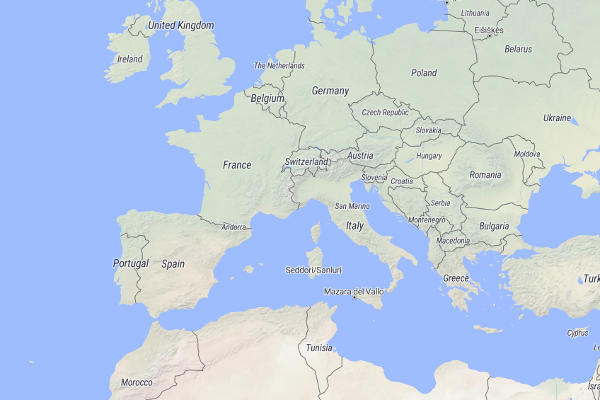 Lithuania
United Kingdom
Eišiškės
Belarus
Ireland
The Netherlands
Poland
Germany
Belgium
Czech Republic
Ukraine
Slovakia
Moldova
Austria
Hungary
Switzerland
France
Romania
Slovenia
Croatia
San Marino
Serbia
Montenegro
Andorra
Italy
Bulgaria
Macedonia
Portugal
Spain
Seddori/Sanluri
Greece
Turk
Mazara del Vallo
Cyprus
Tunisia
Le
Morocco
Isra